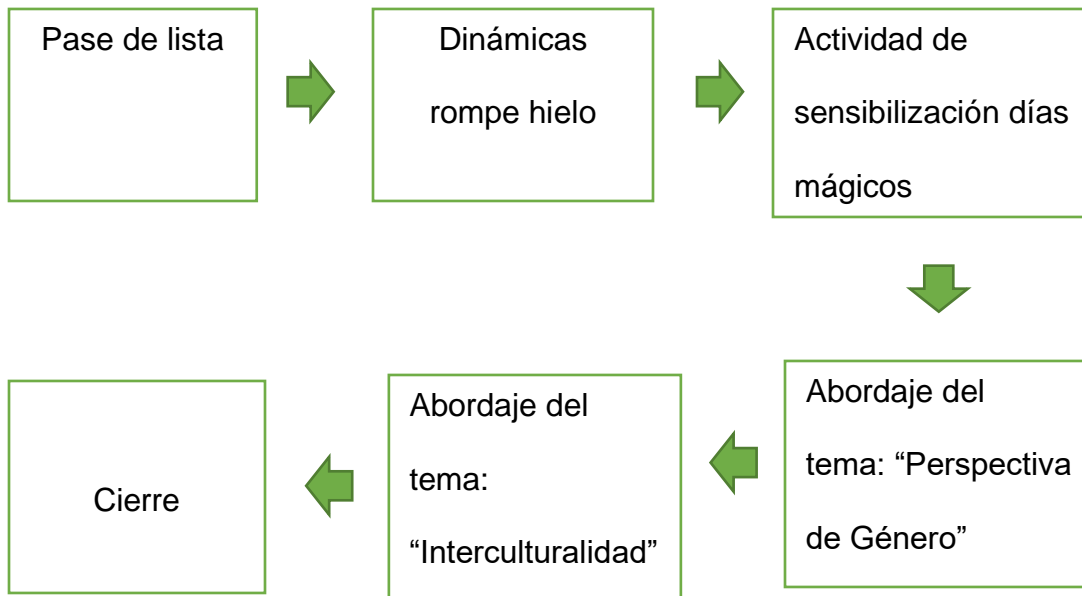 Pase de lista
Dinámicas
rompe hielo
Actividad de
sensibilización días
mágicos
Abordaje del
tema: “Perspectiva
de Género”
Abordaje del
tema:
“Interculturalidad”
Cierre